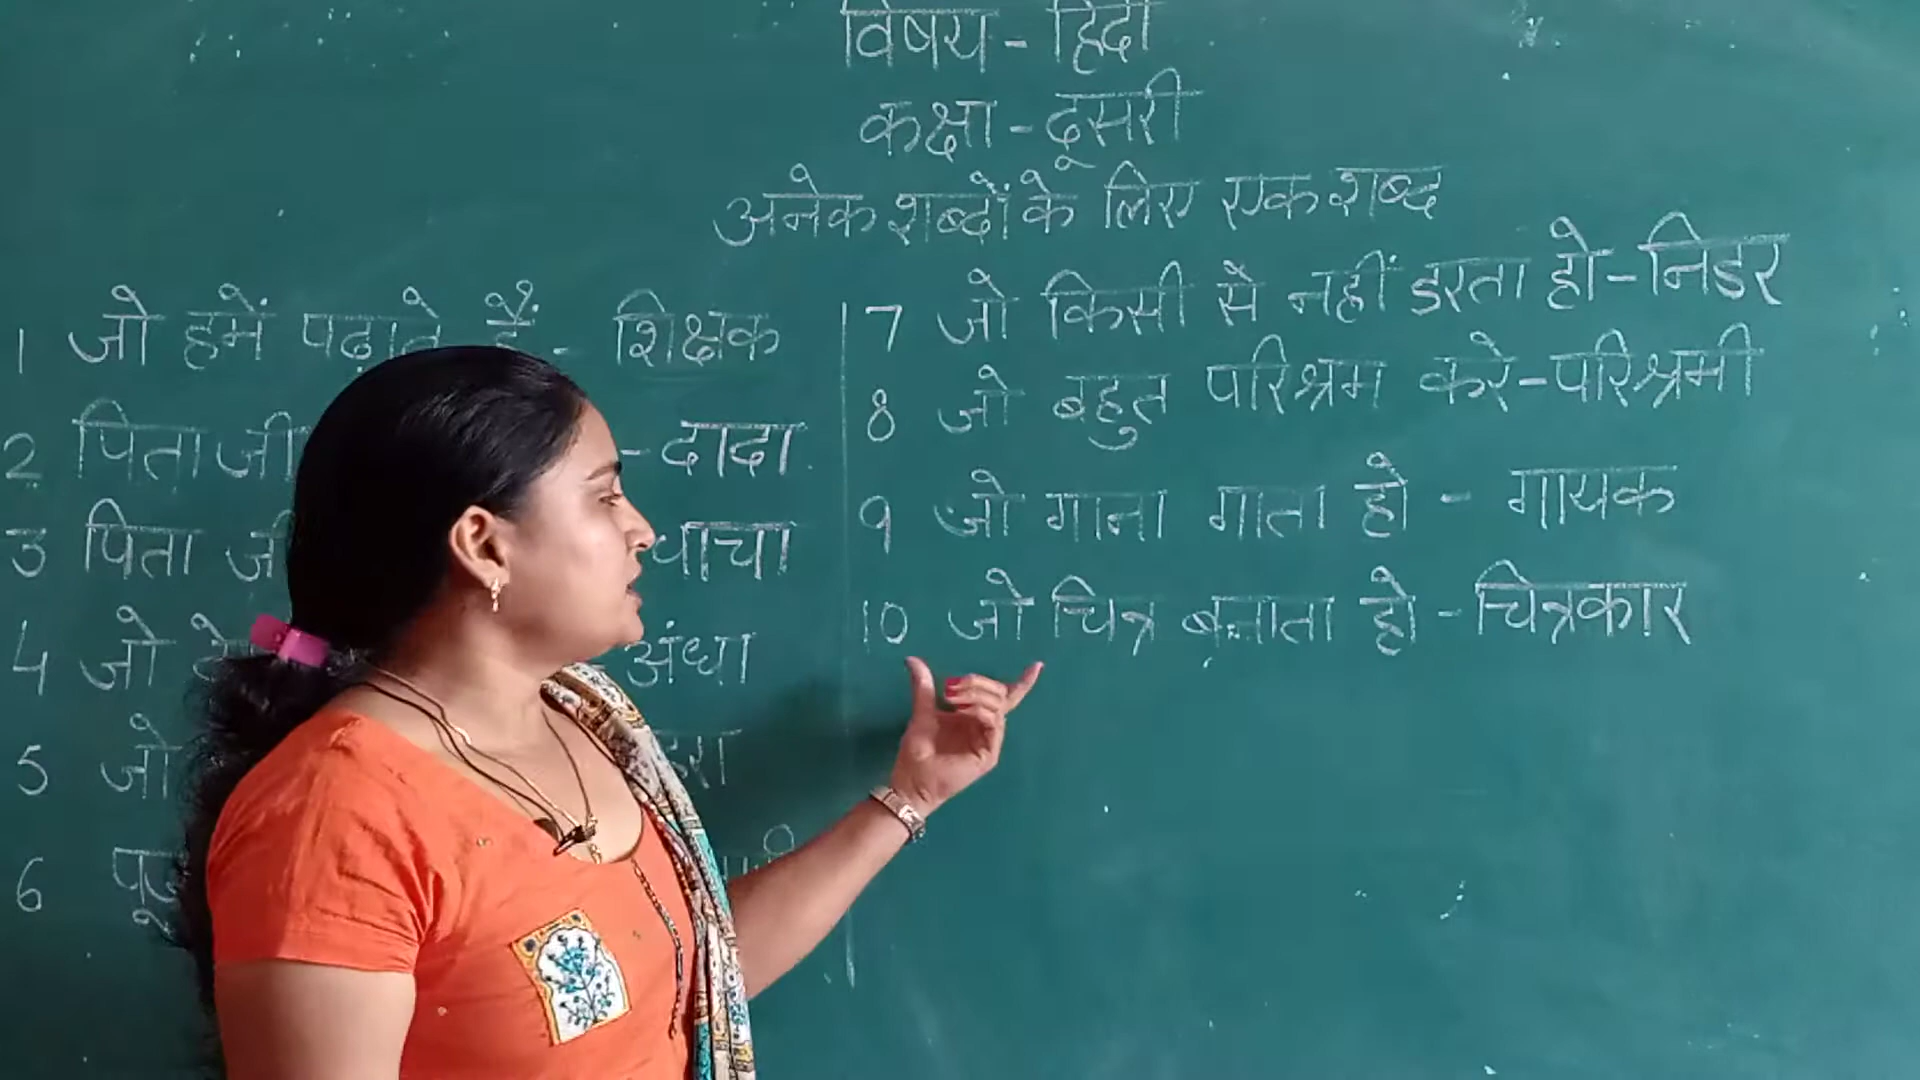 विषय - हिंदी
कक्षा - दूसरी
अनेक शब्दों के लिए एक शब्द
1 जो हमें पढ़ाते हैं - शिक्षक
2 पिता जी - दादा
3 पिता जी चाचा
4 जो अंधा
5 जो
6
7 जो किसी से नहीं डरता हो - निडर
8 जो बहुत परिश्रम करे - परिश्रमी
9 जो गाना गाता हो - गायक
10 जो चित्र बनाता हो - चित्रकार